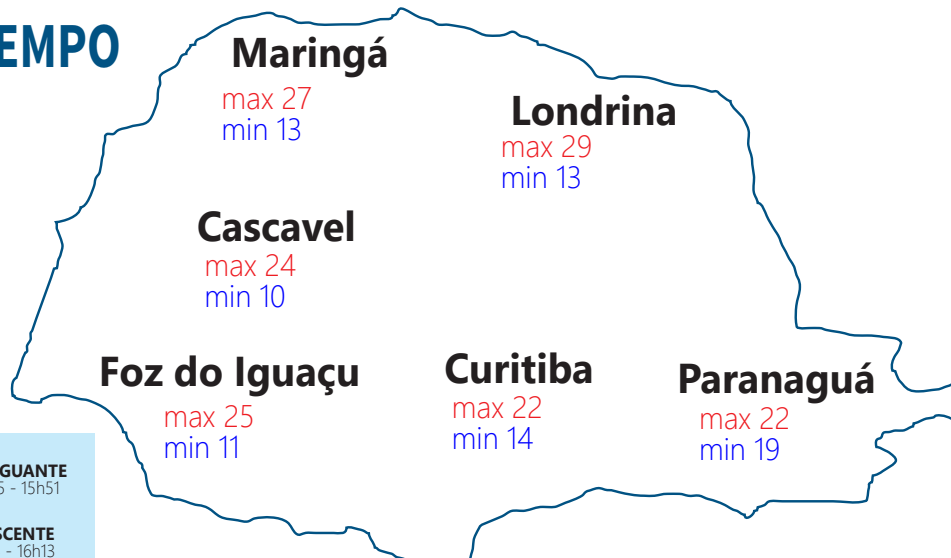 EMPO
Maringá
max 27
min 13
Londrina
max 29
min 13
Cascavel
max 24
min 10
Foz do Iguaçu
max 25
min 11
Curitiba
max 22
min 14
Paranaguá
max 22
min 19
GUANTE
- 15h51
SCENTE
- 16h13